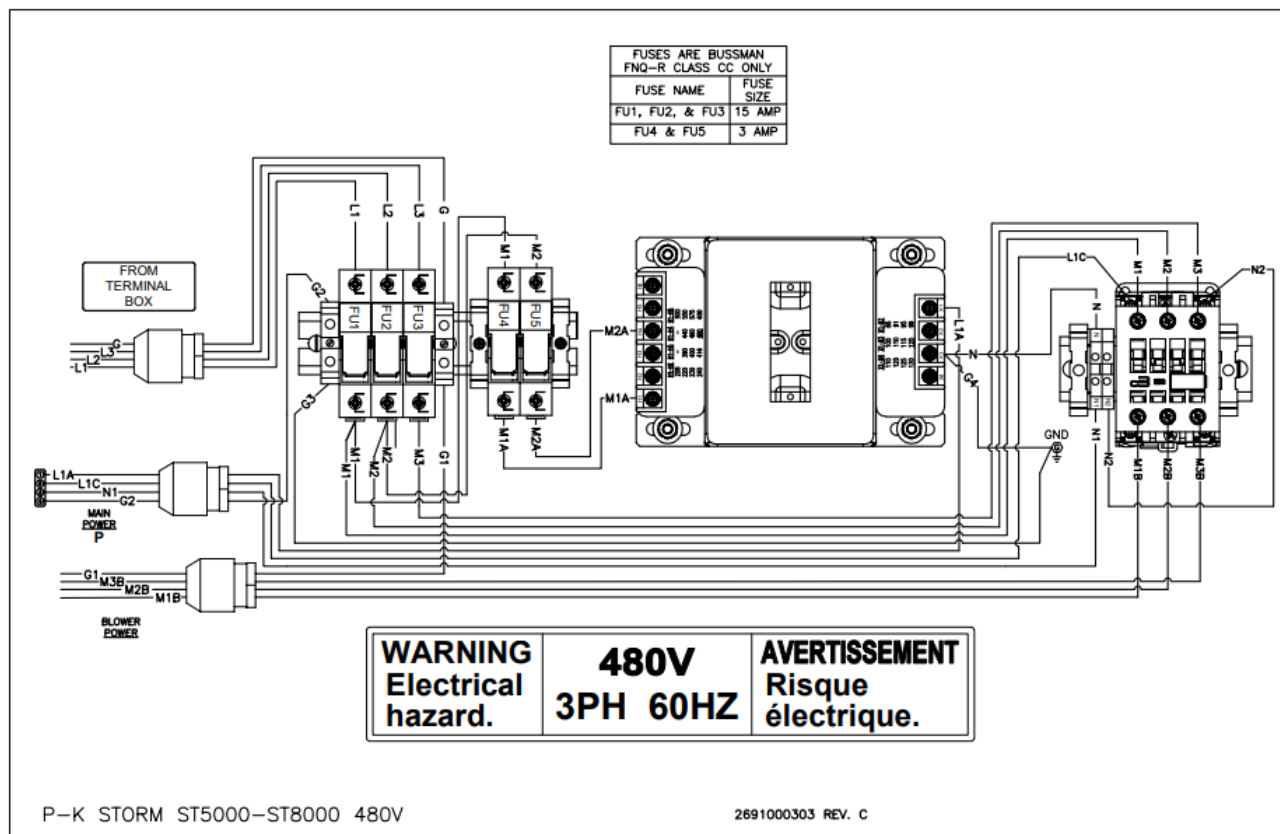 FUSES ARE BUSSMAN
FNQ-R CLASS CC ONLY
FUSE NAME
FUSE
SIZE
FU1, FU2, & FU3
15 AMP
FU4 & FU5
3 AMP
L1
L2
L3
G
M1
M2
FROM
TERMINAL
BOX
G
L3
L2
L1
G2
FU1
FU2
FU3
FU4
FU5
G3
M1
M1
M2
M2
M3
G1
M1A
M2A
M2A
M1A
L1A
N
G4
GND
L1C
M1
M2
M3
N2
N
N
N1
N2
N1
N2
M1B
M2B
M3B
L1A
L1C
N1
G2
MAIN
POWER
P
G1
M3B
M2B
M1B
BLOWER
POWER
WARNING
Electrical
hazard.
480V
3PH 60HZ
AVERTISSEMENT
Risque
électrique.
P-K STORM ST5000-ST8000 480V
2691000303 REV. C